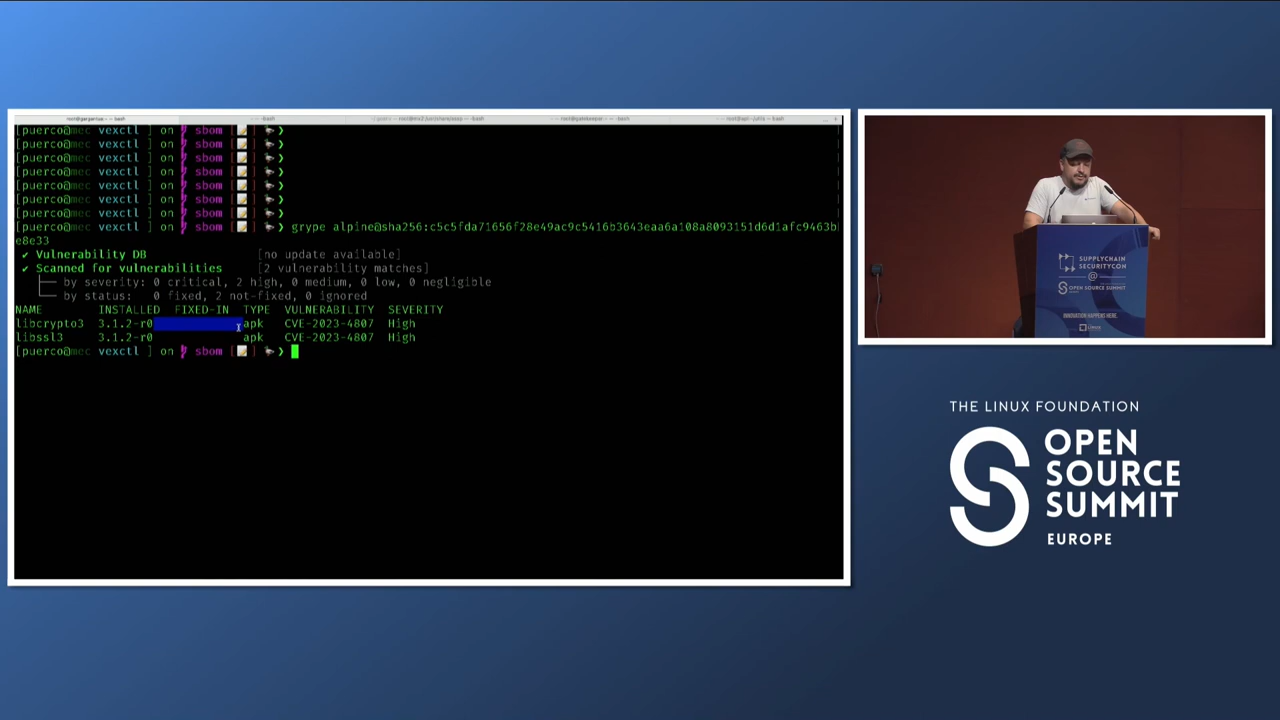 [puerco@mec vexctl ] on sbom [📝] 🦆 ❯
[puerco@mec vexctl ] on sbom [📝] 🦆 ❯
[puerco@mec vexctl ] on sbom [📝] 🦆 ❯
[puerco@mec vexctl ] on sbom [📝] 🦆 ❯
[puerco@mec vexctl ] on sbom [📝] 🦆 ❯
[puerco@mec vexctl ] on sbom [📝] 🦆 ❯
[puerco@mec vexctl ] on sbom [📝] 🦆 ❯
[puerco@mec vexctl ] on sbom [📝] 🦆 ❯ grype alpine@sha256:c5c5fda71656f28e49ac9c5416b3643eaa6a108a8093151d6d1afc9463b
e8e33
✔ Vulnerability DB [no update available]
✔ Scanned for vulnerabilities [2 vulnerability matches]
├── by severity: 0 critical, 2 high, 0 medium, 0 low, 0 negligible
└── by status: 0 fixed, 2 not-fixed, 0 ignored
NAME INSTALLED FIXED-IN TYPE VULNERABILITY SEVERITY
libcrypto3 3.1.2-r0 apk CVE-2023-4807 High
libssl3 3.1.2-r0 apk CVE-2023-4807 High
[puerco@mec vexctl ] on sbom [📝] 🦆 ❯
SUPPLYCHAIN
SECURITYCON
@
OPEN
SOURCE SUMMIT
INNOVATION HAPPENS HERE.
THE LINUX FOUNDATION
OPEN
SOURCE
SUMMIT
EUROPE